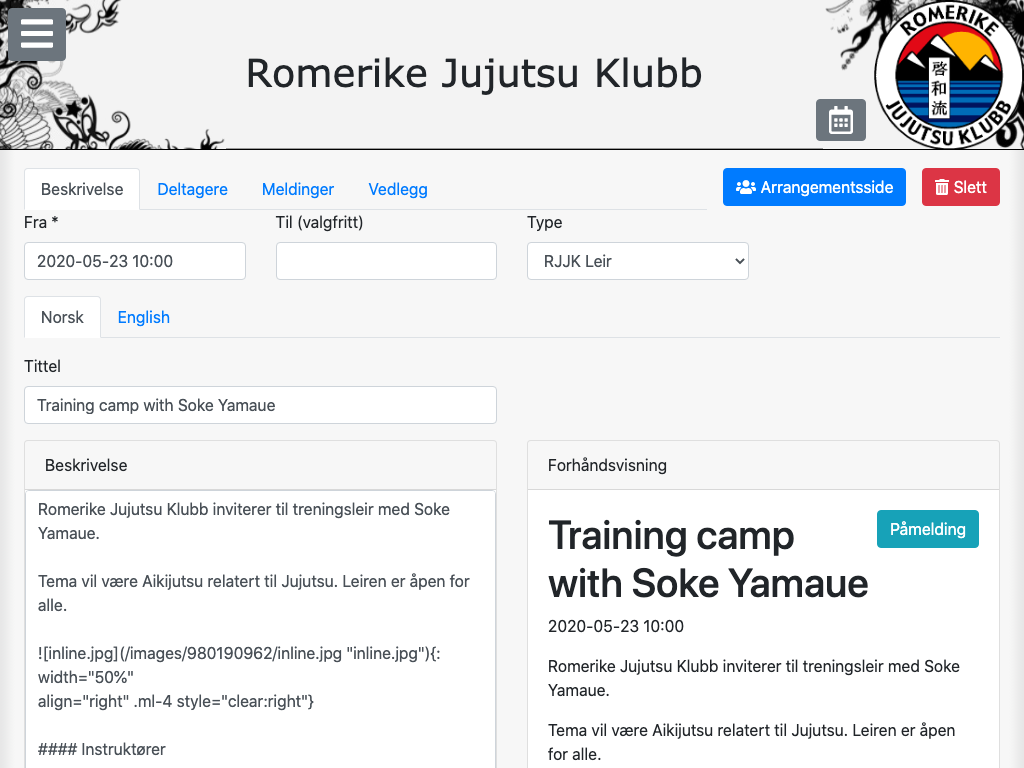 Romerike Jujutsu Klubb
ROMERIKE
啓和流
JUJUTSU KLUBB
Beskrivelse Deltagere Meldinger Vedlegg Arrangementsside Slett
Fra * Til (valgfritt) Type
2020-05-23 10:00 RJJK Leir
Norsk English
Tittel
Training camp with Soke Yamaue
Beskrivelse
Romerike Jujutsu Klubb inviterer til treningsleir med Soke
Yamaue.
Tema vil være Aikijutsu relatert til Jujutsu. Leiren er åpen for
alle.
![inline.jpg](/images/980190962/inline.jpg "inline.jpg"){:
width="50%"
align="right" .ml-4 style="clear:right"}
#### Instruktører
Forhåndsvisning
Training camp
with Soke Yamaue
Påmelding
2020-05-23 10:00
Romerike Jujutsu Klubb inviterer til treningsleir med Soke
Yamaue.
Tema vil være Aikijutsu relatert til Jujutsu. Leiren er åpen
for alle.